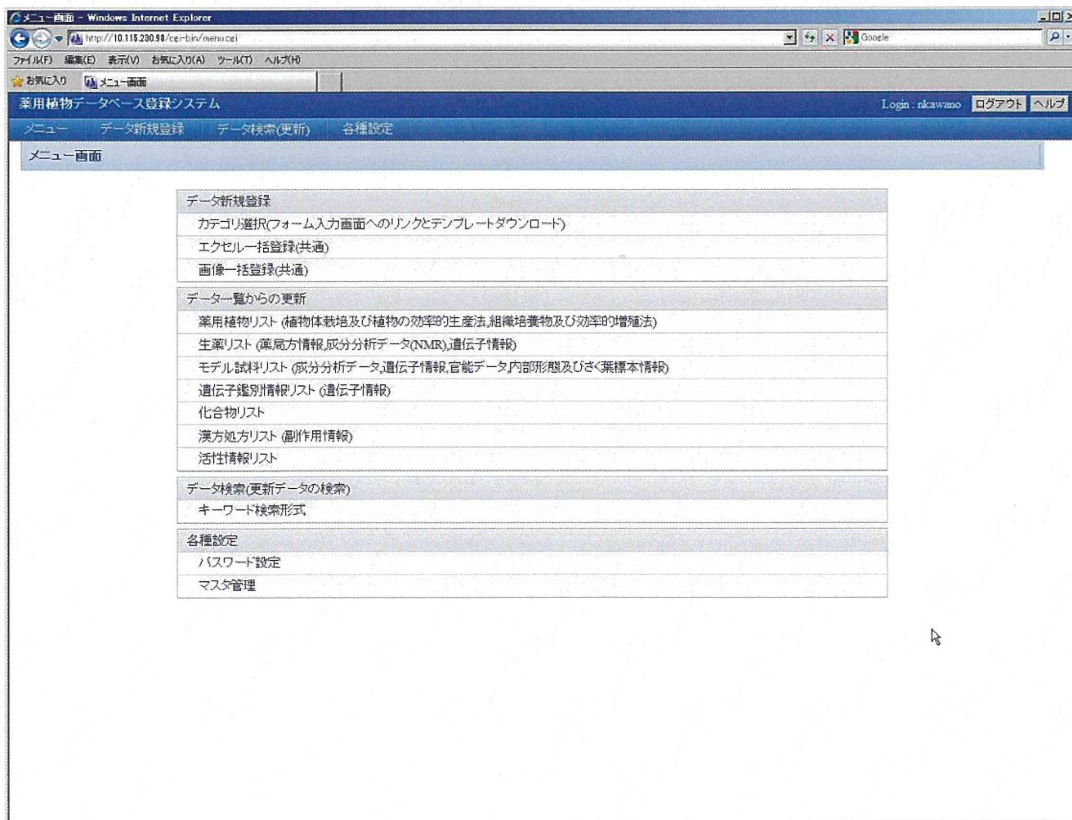 メニュー画面 - Windows Internet Explorer
http://10.115.230.98/cgi-bin/menu.cgi
Google
ファイル(F) 編集(E) 表示(V) お気に入り(A) ツール(T) ヘルプ(H)
お気に入り メニュー画面
薬用植物データベース登録システム Login : nkawano ログアウト ヘルプ
メニュー データ新規登録 データ検索(更新) 各種設定
メニュー画面
データ新規登録
カテゴリ選択(フォーム入力画面へのリンクとテンプレートダウンロード)
エクセル一括登録(共通)
画像一括登録(共通)
データ一覧からの更新
薬用植物リスト (植物体栽培及び植物の効率的生産法,組織培養物及び効率的増殖法)
生薬リスト (薬局方情報,成分分析データ(NMR),遺伝子情報)
モデル試料リスト (成分分析データ,遺伝子情報,官能データ,内部形態及びさく葉標本情報)
遺伝子鑑別情報リスト (遺伝子情報)
化合物リスト
漢方処方リスト (副作用情報)
活性情報リスト
データ検索(更新データの検索)
キーワード検索形式
各種設定
パスワード設定
マスタ管理